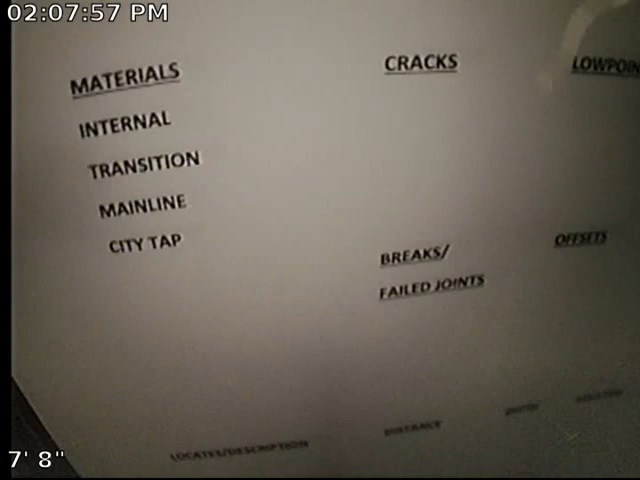 02:07:57 PM
MATERIALS
CRACKS
LOWPOIN
INTERNAL
TRANSITION
MAINLINE
CITY TAP
BREAKS/
FAILED JOINTS
OFFSETS
LOCATES/DESCRIPTION
DISTANCE
7' 8"